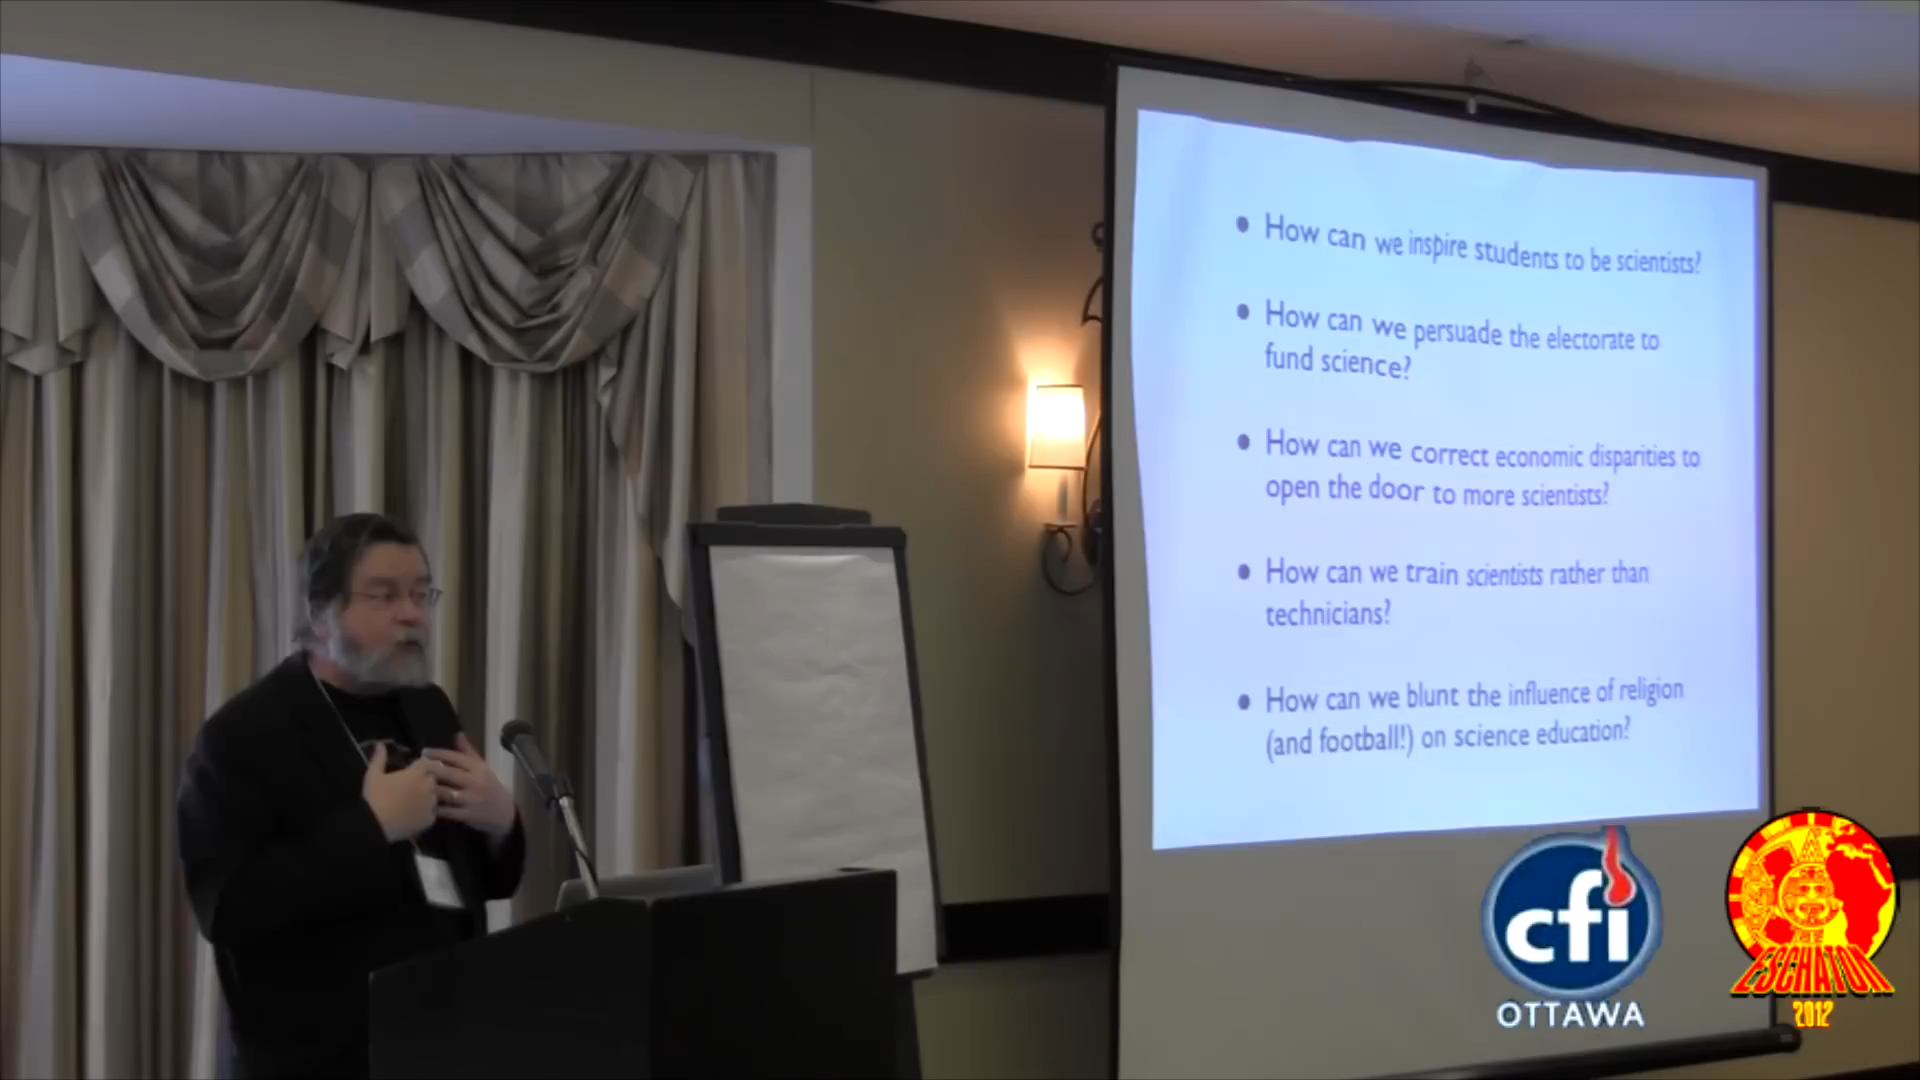 How can we inspire students to be scientists?
How can we persuade the electorate to
fund science?
How can we correct economic disparities to
open the door to more scientists?
How can we train scientists rather than
technicians?
How can we blunt the influence of religion
(and football!) on science education?
cfi
OTTAWA
ESCHATON
2012